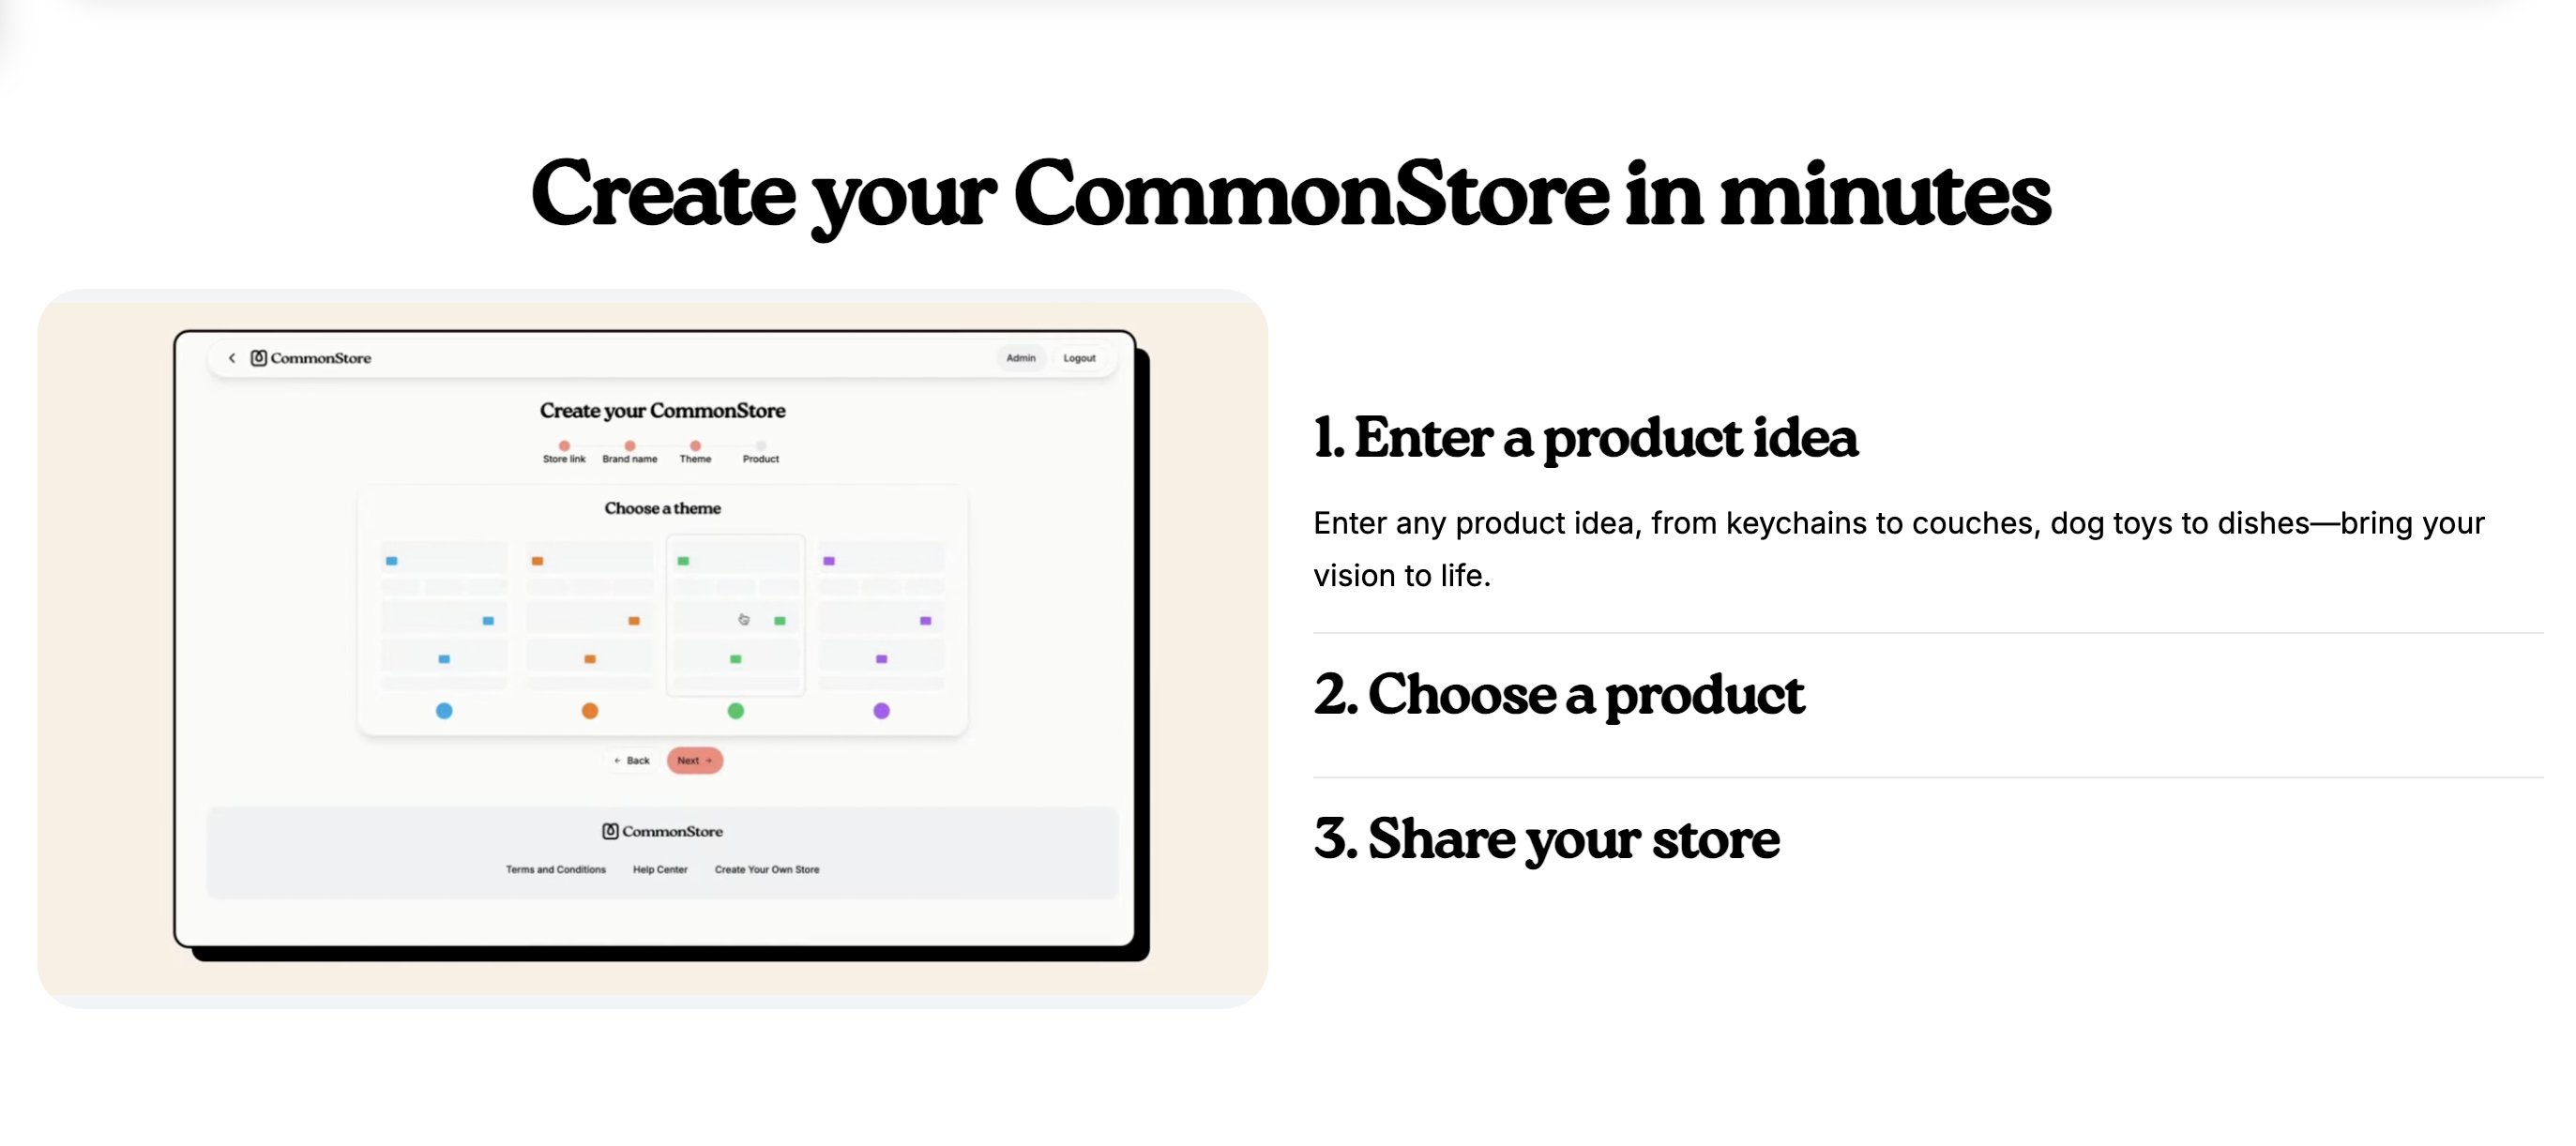 Create your CommonStore in minutes
CommonStore
Admin
Logout
Create your CommonStore
Store link
Brand name
Theme
Product
Choose a theme
← Back
Next →
CommonStore
Terms and Conditions
Help Center
Create Your Own Store
1. Enter a product idea
Enter any product idea, from keychains to couches, dog toys to dishes—bring your
vision to life.
2. Choose a product
3. Share your store